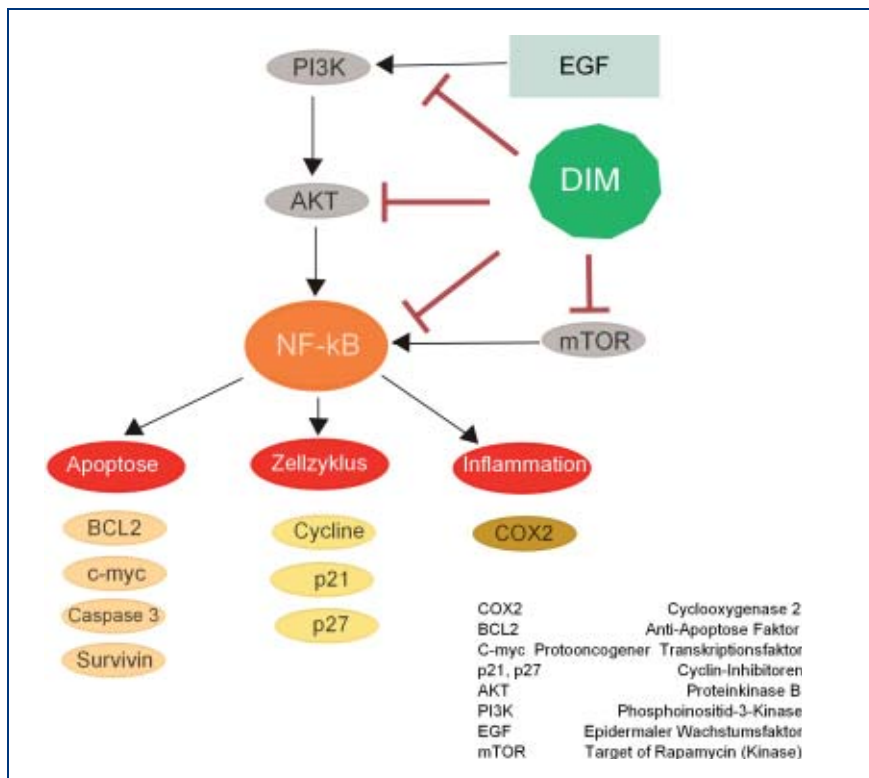 PI3K
EGF
DIM
AKT
NF-kB
mTOR
Apoptose
Zellzyklus
Inflammation
BCL2
Cycline
COX2
c-myc
p21
Caspase 3
p27
Survivin
COX2 Cyclooxygenase 2
BCL2 Anti-Apoptose Faktor
C-myc Protooncogener Transkriptionsfaktor
p21, p27 Cyclin-Inhibitoren
AKT Proteinkinase B
PI3K Phosphoinositid-3-Kinase
EGF Epidermaler Wachstumsfaktor
mTOR Target of Rapamycin (Kinase)